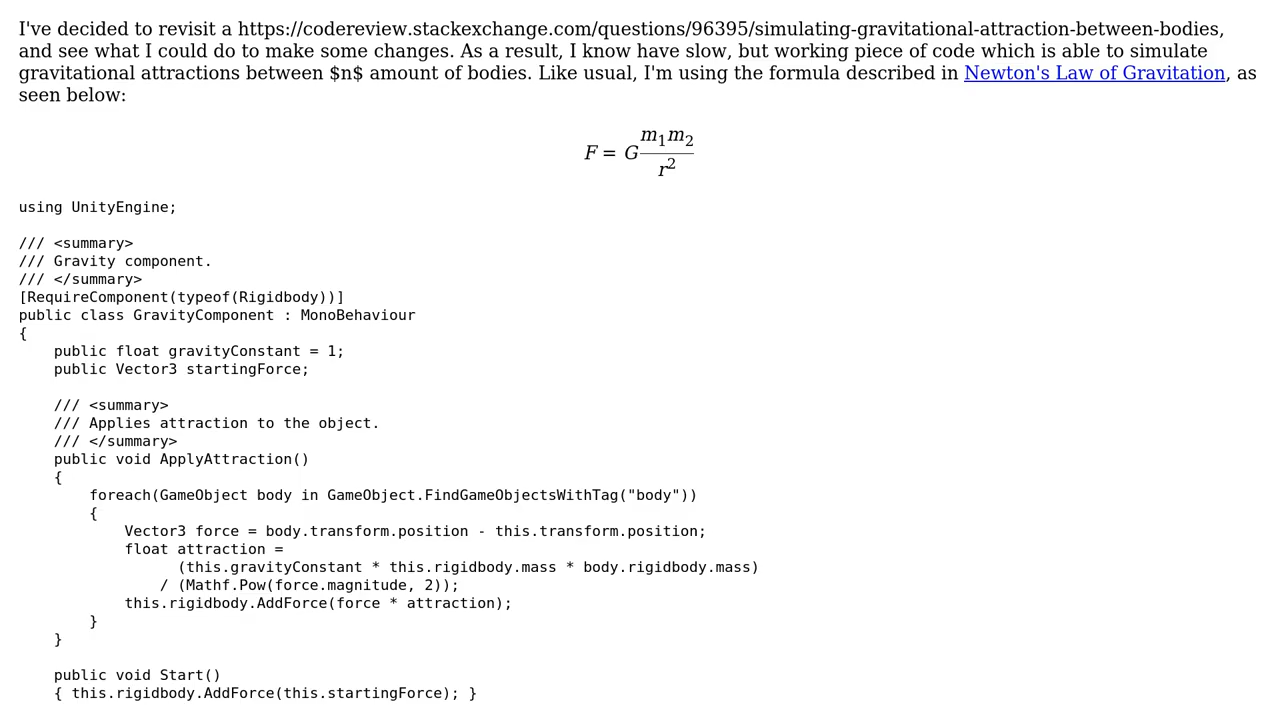 I've decided to revisit a https://codereview.stackexchange.com/questions/96395/simulating-gravitational-attraction-between-bodies,
and see what I could do to make some changes. As a result, I know have slow, but working piece of code which is able to simulate
gravitational attractions between $n$ amount of bodies. Like usual, I'm using the formula described in Newton's Law of Gravitation, as
seen below:
F = G m₁m₂ / r²
using UnityEngine;
/// <summary>
/// Gravity component.
/// </summary>
[RequireComponent(typeof(Rigidbody))]
public class GravityComponent : MonoBehaviour
{
    public float gravityConstant = 1;
    public Vector3 startingForce;
    /// <summary>
    /// Applies attraction to the object.
    /// </summary>
    public void ApplyAttraction()
    {
        foreach(GameObject body in GameObject.FindGameObjectsWithTag("body"))
        {
            Vector3 force = body.transform.position - this.transform.position;
            float attraction =
                  (this.gravityConstant * this.rigidbody.mass * body.rigidbody.mass)
                / (Mathf.Pow(force.magnitude, 2));
            this.rigidbody.AddForce(force * attraction);
        }
    }
    public void Start()
    { this.rigidbody.AddForce(this.startingForce); }